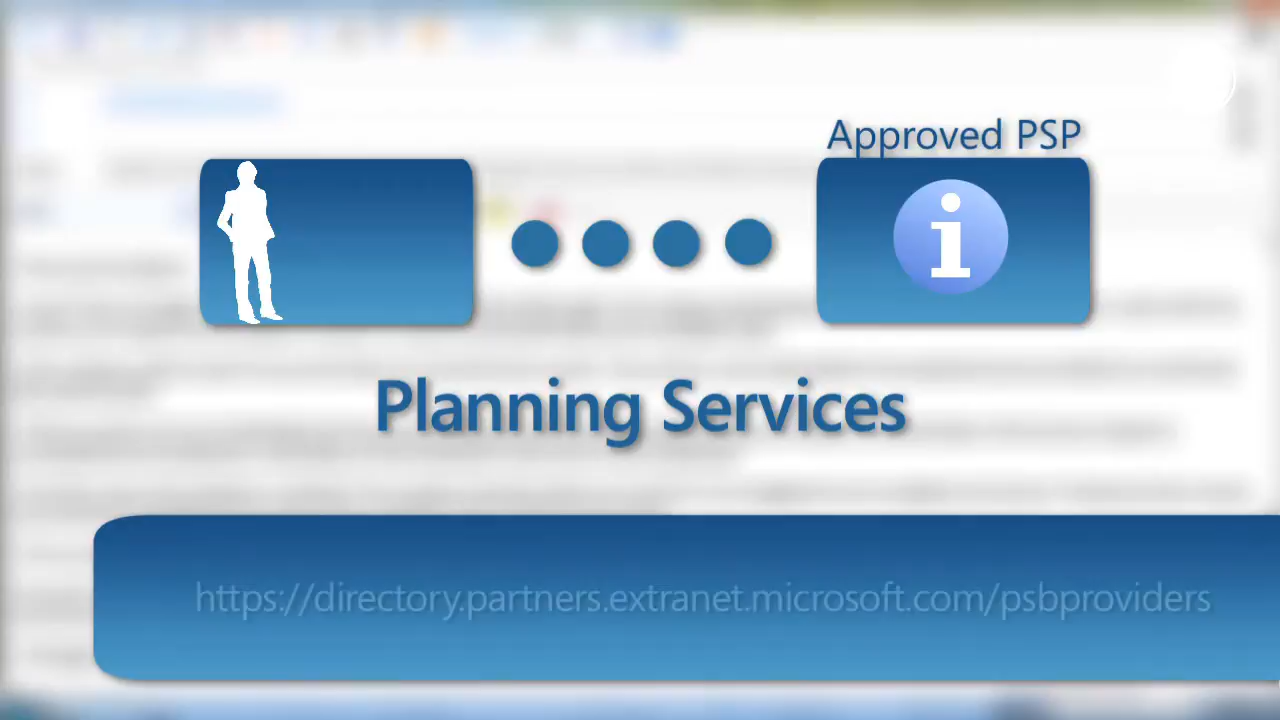 Approved PSP
Planning Services
https://directory.partners.extranet.microsoft.com/psbproviders